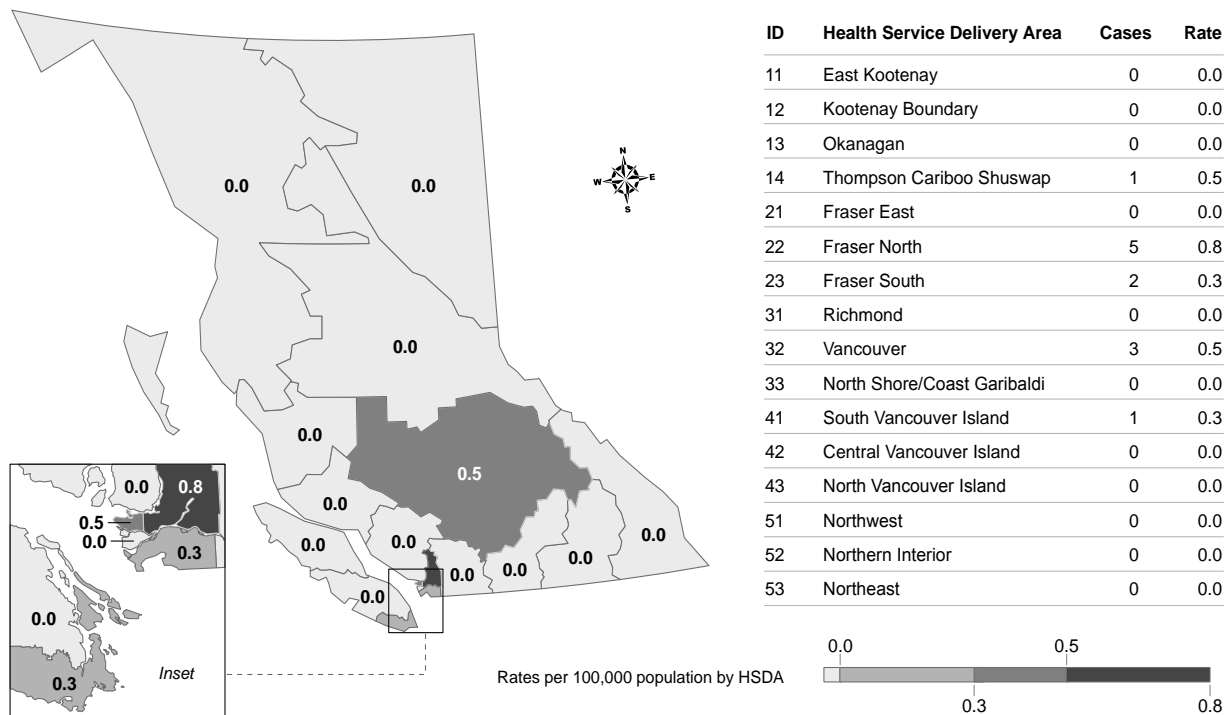 ID Health Service Delivery Area Cases Rate
11 East Kootenay 0 0.0
12 Kootenay Boundary 0 0.0
13 Okanagan 0 0.0
14 Thompson Cariboo Shuswap 1 0.5
21 Fraser East 0 0.0
22 Fraser North 5 0.8
23 Fraser South 2 0.3
31 Richmond 0 0.0
32 Vancouver 3 0.5
33 North Shore/Coast Garibaldi 0 0.0
41 South Vancouver Island 1 0.3
42 Central Vancouver Island 0 0.0
43 North Vancouver Island 0 0.0
51 Northwest 0 0.0
52 Northern Interior 0 0.0
53 Northeast 0 0.0
N
W E
S
0.0 0.0
0.0
0.0
0.5
0.0
0.0 0.0
0.0 0.0 0.0 0.0
0.0
0.0 0.8
0.5
0.0
0.3
0.0
0.3
Inset
Rates per 100,000 population by HSDA
0.0 0.5
0.3 0.8